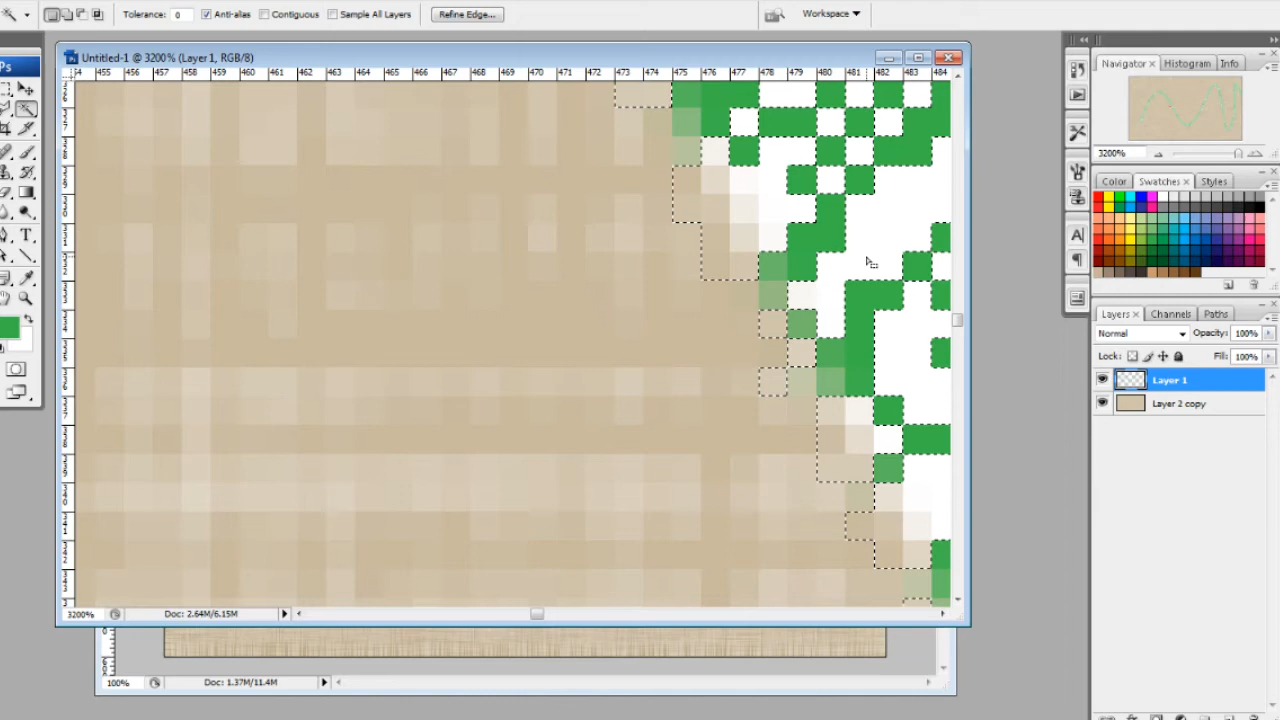 Tolerance: 0 Anti-alias Contiguous Sample All Layers Refine Edge... Workspace
Ps
Untitled-1 @ 3200% (Layer 1, RGB/8)
455 456 457 458 459 460 461 462 463 464 465 466 467 468 469 470 471 472 473 474 475 476 477 478 479 480 481 482 483 484
Navigator Histogram Info
3200%
Color Swatches Styles
Layers Channels Paths
Normal Opacity: 100%
Lock: Fill: 100%
Layer 1
Layer 2 copy
3200% Doc: 2.64M/6.15M
100% Doc: 1.37M/11.4M